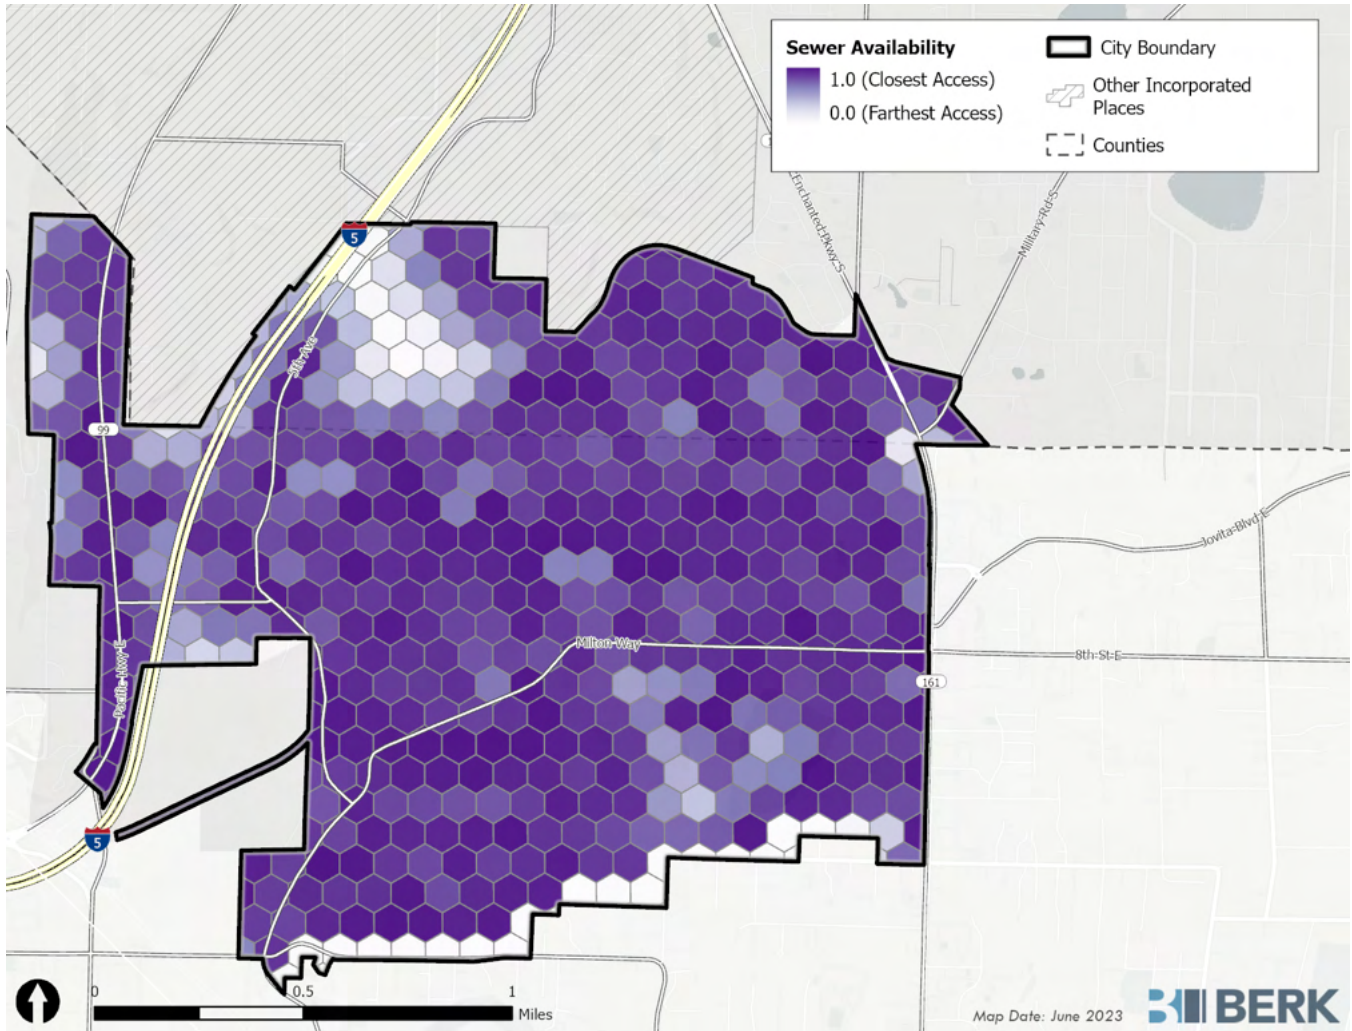 Sewer Availability
1.0 (Closest Access)
0.0 (Farthest Access)
City Boundary
Other Incorporated
Places
Counties
Enchanted Pkwy S
Military Rd S
5
5th Ave
99
Jovita Blvd E
Milton Way
8th St E
161
Pacific Hwy E
5
0
0.5
1
Miles
Map Date: June 2023
BERK